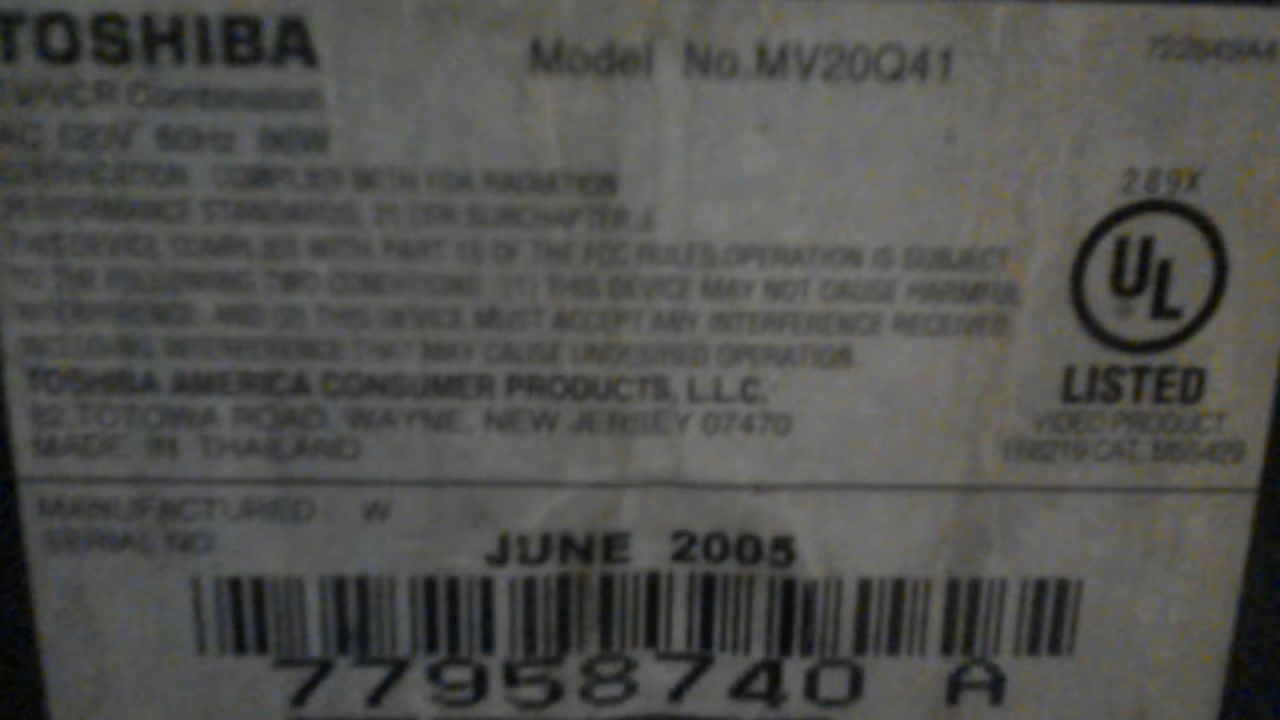 TOSHIBA
Model No.MV20Q41
TV/VCR Combination
AC 120V 60Hz 96W
CERTIFICATION : COMPLIES WITH FDA RADIATION
PERFORMANCE STANDARDS, 21 CFR SUBCHAPTER J.
THIS DEVICE COMPLIES WITH PART 15 OF THE FCC RULES.OPERATION IS SUBJECT
TO THE FOLLOWING TWO CONDITIONS : (1) THIS DEVICE MAY NOT CAUSE HARMFUL
INTERFERENCE, AND (2) THIS DEVICE MUST ACCEPT ANY INTERFERENCE RECEIVED,
INCLUDING INTERFERENCE THAT MAY CAUSE UNDESIRED OPERATION.
TOSHIBA AMERICA CONSUMER PRODUCTS, L.L.C.
82 TOTOWA ROAD, WAYNE, NEW JERSEY 07470
MADE IN THAILAND
289X
UL
LISTED
VIDEO PRODUCT
MANUFACTURED : W
JUNE 2005
SERIAL NO
77958740 A